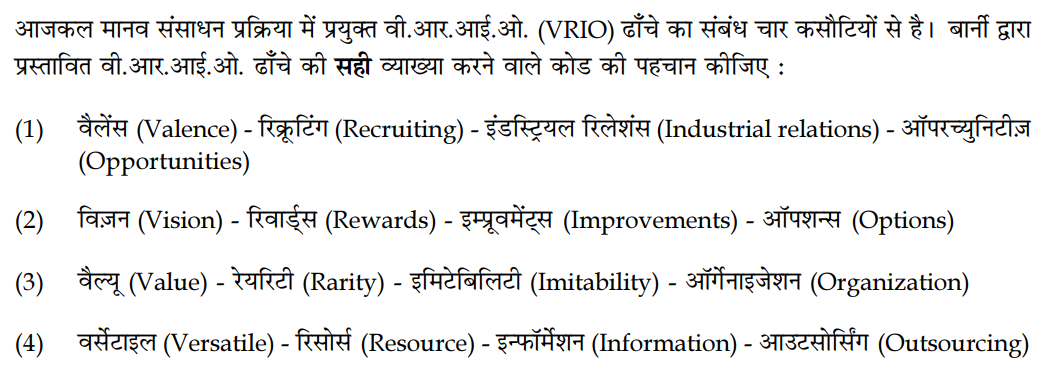 आजकल मानव संसाधन प्रक्रिया में प्रयुक्त वी.आर.आई.ओ. (VRIO) ढाँचे का संबंध चार कसौटियों से है। बार्नी द्वारा
प्रस्तावित वी.आर.आई.ओ. ढाँचे की सही व्याख्या करने वाले कोड की पहचान कीजिए :
(1) वैलेंस (Valence) - रिक्रूटिंग (Recruiting) - इंडस्ट्रियल रिलेशंस (Industrial relations) - ऑपरच्युनिटीज़
(Opportunities)
(2) विज़न (Vision) - रिवार्ड्स (Rewards) - इम्प्रूवमेंट्स (Improvements) - ऑपशन्स (Options)
(3) वैल्यू (Value) - रेयरिटी (Rarity) - इमिटेबिलिटी (Imitability) - ऑर्गेनाइजेशन (Organization)
(4) वर्सेटाइल (Versatile) - रिसोर्स (Resource) - इन्फॉर्मेशन (Information) - आउटसोर्सिंग (Outsourcing)